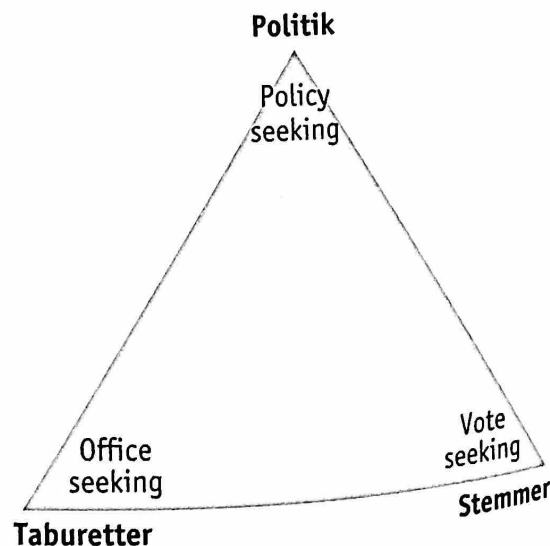 Politik
Policy
seeking
Office
seeking
Vote
seeking
Taburetter
Stemmer